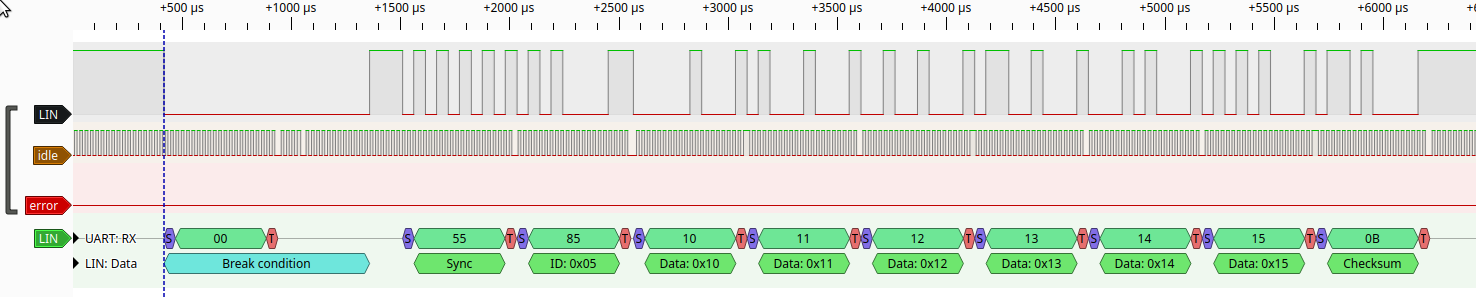 +500 µs +1000 µs +1500 µs +2000 µs +2500 µs +3000 µs +3500 µs +4000 µs +4500 µs +5000 µs +5500 µs +6000 µs +6
LIN
idle
error
LIN UART: RX S 00 T S 55 T S 85 T S 10 T S 11 T S 12 T S 13 T S 14 T S 15 T S 0B T
LIN: Data Break condition Sync ID: 0x05 Data: 0x10 Data: 0x11 Data: 0x12 Data: 0x13 Data: 0x14 Data: 0x15 Checksum